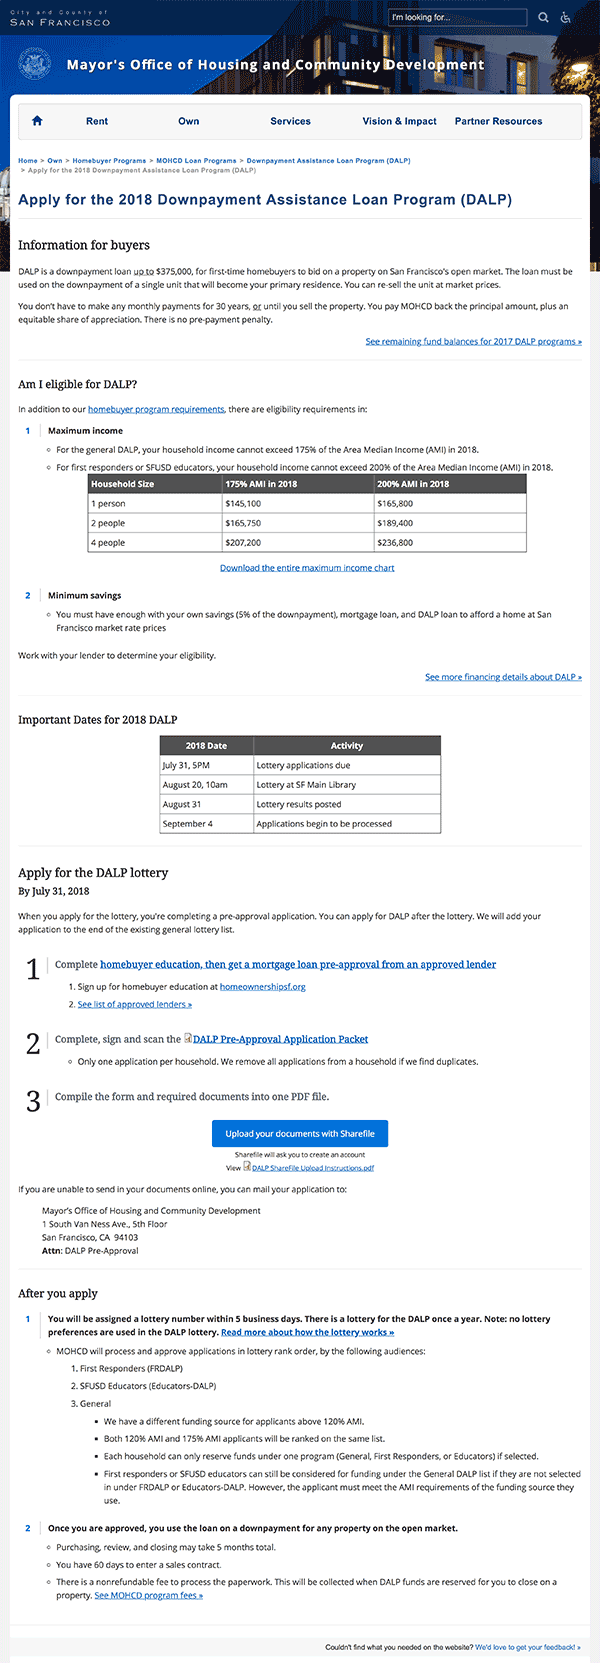 City and County of
SAN FRANCISCO
I'm looking for...
Mayor's Office of Housing and Community Development
Rent Own Services Vision & Impact Partner Resources
Home > Own > Homebuyer Programs > MOHCD Loan Programs > Downpayment Assistance Loan Program (DALP)
> Apply for the 2018 Downpayment Assistance Loan Program (DALP)
Apply for the 2018 Downpayment Assistance Loan Program (DALP)
Information for buyers
DALP is a downpayment loan up to $375,000, for first-time homebuyers to bid on a property on San Francisco's open market. The loan must be
used on the downpayment of a single unit that will become your primary residence. You can re-sell the unit at market prices.
You don't have to make any monthly payments for 30 years, or until you sell the property. You pay MOHCD back the principal amount, plus an
equitable share of appreciation. There is no pre-payment penalty.
See remaining fund balances for 2017 DALP programs »
Am I eligible for DALP?
In addition to our homebuyer program requirements, there are eligibility requirements in:
1 Maximum income
For the general DALP, your household income cannot exceed 175% of the Area Median Income (AMI) in 2018.
For first responders or SFUSD educators, your household income cannot exceed 200% of the Area Median Income (AMI) in 2018.
Household Size 175% AMI in 2018 200% AMI in 2018
1 person $145,100 $165,800
2 people $165,750 $189,400
4 people $207,200 $236,800
Download the entire maximum income chart
2 Minimum savings
You must have enough with your own savings (5% of the downpayment), mortgage loan, and DALP loan to afford a home at San
Francisco market rate prices
Work with your lender to determine your eligibility.
See more financing details about DALP »
Important Dates for 2018 DALP
2018 Date Activity
July 31, 5PM Lottery applications due
August 20, 10am Lottery at SF Main Library
August 31 Lottery results posted
September 4 Applications begin to be processed
Apply for the DALP lottery
By July 31, 2018
When you apply for the lottery, you're completing a pre-approval application. You can apply for DALP after the lottery. We will add your
application to the end of the existing general lottery list.
1 Complete homebuyer education, then get a mortgage loan pre-approval from an approved lender
1. Sign up for homebuyer education at homeownershipsf.org
2. See list of approved lenders »
2 Complete, sign and scan the DALP Pre-Approval Application Packet
Only one application per household. We remove all applications from a household if we find duplicates.
3 Compile the form and required documents into one PDF file.
Upload your documents with Sharefile
Sharefile will ask you to create an account
View DALP ShareFile Upload Instructions.pdf
If you are unable to send in your documents online, you can mail your application to:
Mayor's Office of Housing and Community Development
1 South Van Ness Ave., 5th Floor
San Francisco, CA 94103
Attn: DALP Pre-Approval
After you apply
1 You will be assigned a lottery number within 5 business days. There is a lottery for the DALP once a year. Note: no lottery
preferences are used in the DALP lottery. Read more about how the lottery works »
MOHCD will process and approve applications in lottery rank order, by the following audiences:
1. First Responders (FRDALP)
2. SFUSD Educators (Educators-DALP)
3. General
We have a different funding source for applicants above 120% AMI.
Both 120% AMI and 175% AMI applicants will be ranked on the same list.
Each household can only reserve funds under one program (General, First Responders, or Educators) if selected.
First responders or SFUSD educators can still be considered for funding under the General DALP list if they are not selected
in under FRDALP or Educators-DALP. However, the applicant must meet the AMI requirements of the funding source they
use.
2 Once you are approved, you use the loan on a downpayment for any property on the open market.
Purchasing, review, and closing may take 5 months total.
You have 60 days to enter a sales contract.
There is a nonrefundable fee to process the paperwork. This will be collected when DALP funds are reserved for you to close on a
property. See MOHCD program fees »
Couldn't find what you needed on the website? We'd love to get your feedback! »